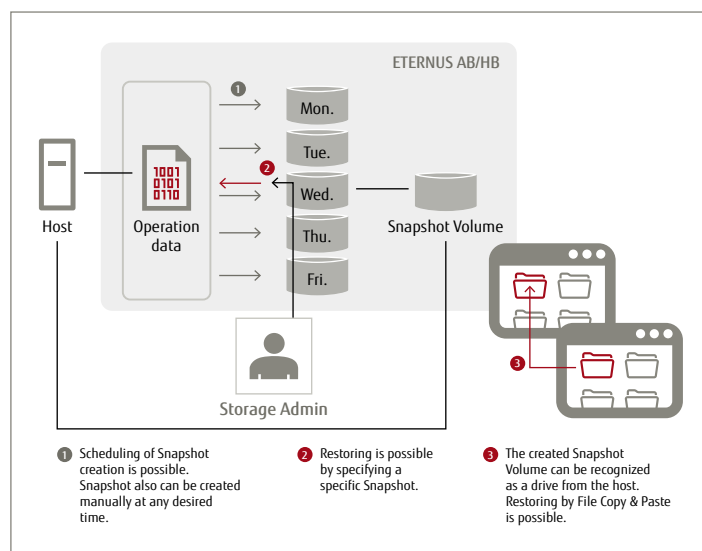 ETERNUS AB/HB
1
Mon.
Tue.
2
1001
0101
0110
Wed.
Host
Operation
data
Snapshot Volume
Thu.
Fri.
3
Storage Admin
1 Scheduling of Snapshot
creation is possible.
Snapshot also can be created
manually at any desired
time.
2 Restoring is possible
by specifying a
specific Snapshot.
3 The created Snapshot
Volume can be recognized
as a drive from the host.
Restoring by File Copy & Paste
is possible.